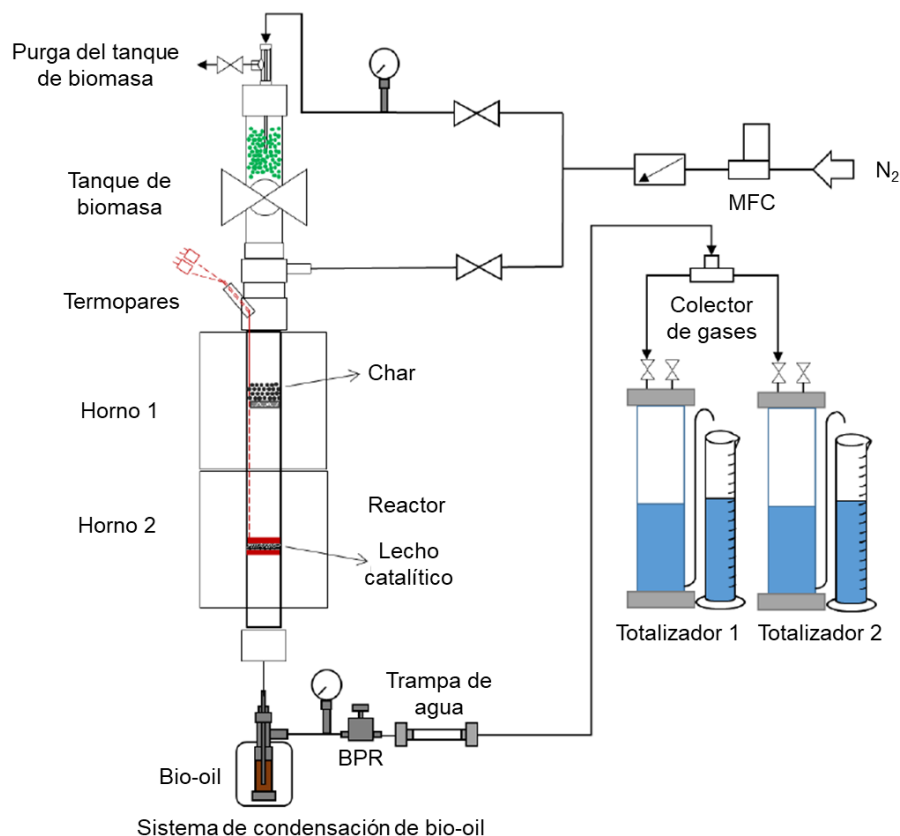 Purga del tanque
de biomasa
Tanque de
biomasa
N2
MFC
Termopares
Colector
de gases
Char
Horno 1
Horno 2
Reactor
Lecho
catalítico
Totalizador 1
Totalizador 2
Trampa de
agua
BPR
Bio-oil
Sistema de condensación de bio-oil